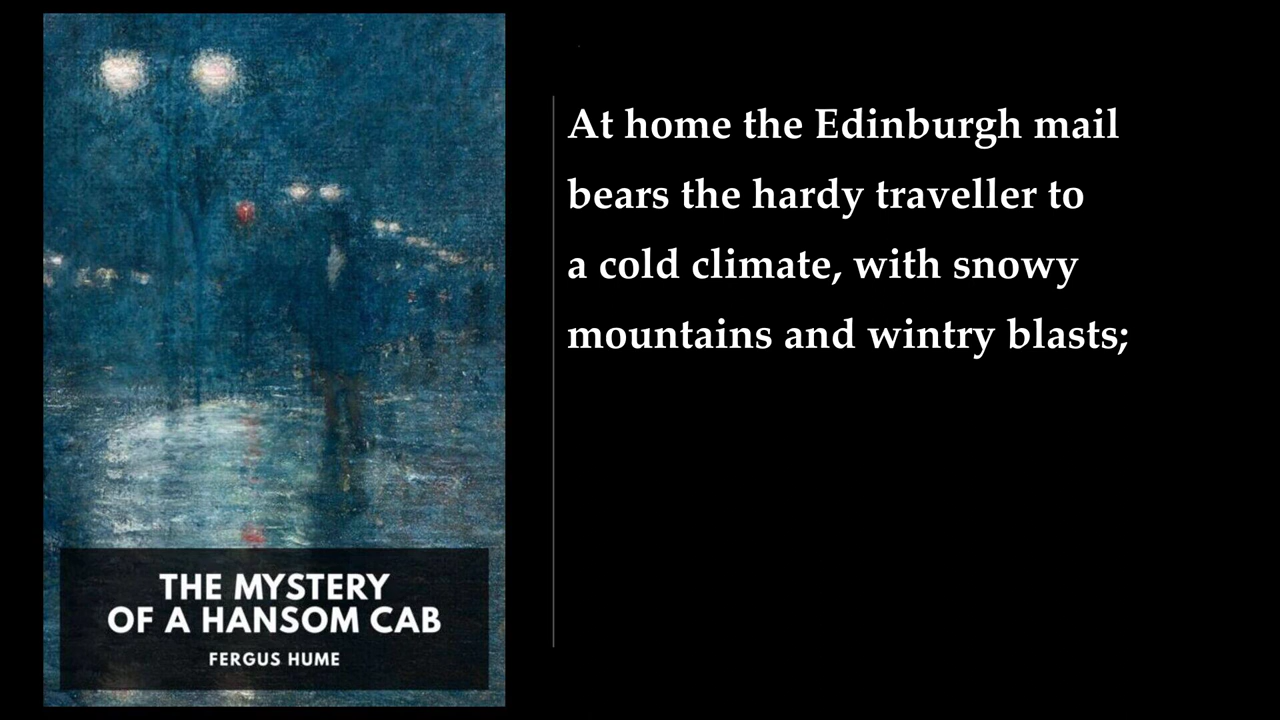 At home the Edinburgh mail
bears the hardy traveller to
a cold climate, with snowy
mountains and wintry blasts;
THE MYSTERY
OF A HANSOM CAB
FERGUS HUME